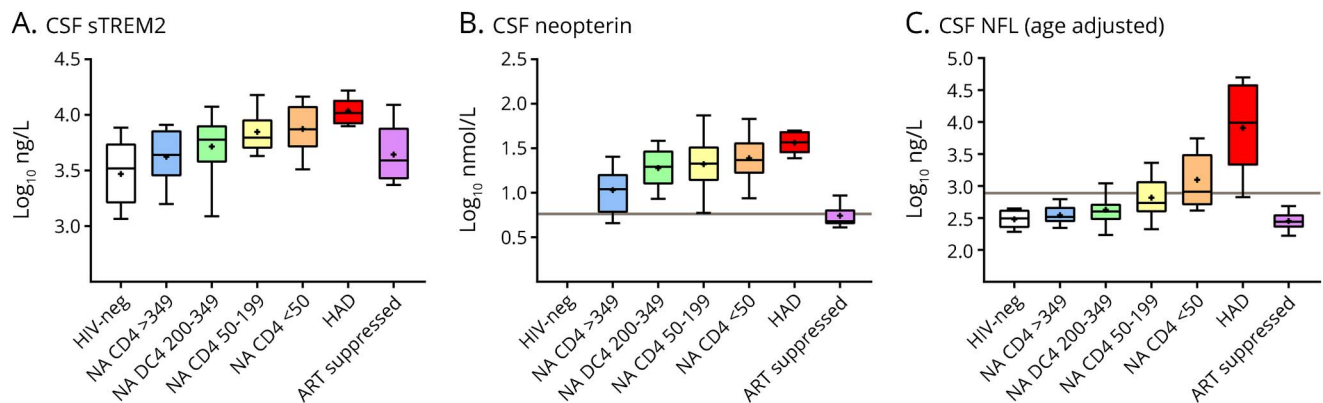 A. CSF sTREM2
Log₁₀ ng/L
4.5
4.0
3.5
3.0
HIV-neg
NA CD4 >349
NA DC4 200-349
NA CD4 50-199
NA CD4 <50
HAD
ART suppressed
B. CSF neopterin
Log₁₀ nmol/L
2.5
2.0
1.5
1.0
0.5
HIV-neg
NA CD4 >349
NA DC4 200-349
NA CD4 50-199
NA CD4 <50
HAD
ART suppressed
C. CSF NFL (age adjusted)
Log₁₀ ng/L
5.0
4.5
4.0
3.5
3.0
2.5
2.0
HIV-neg
NA CD4 >349
NA DC4 200-349
NA CD4 50-199
NA CD4 <50
HAD
ART suppressed